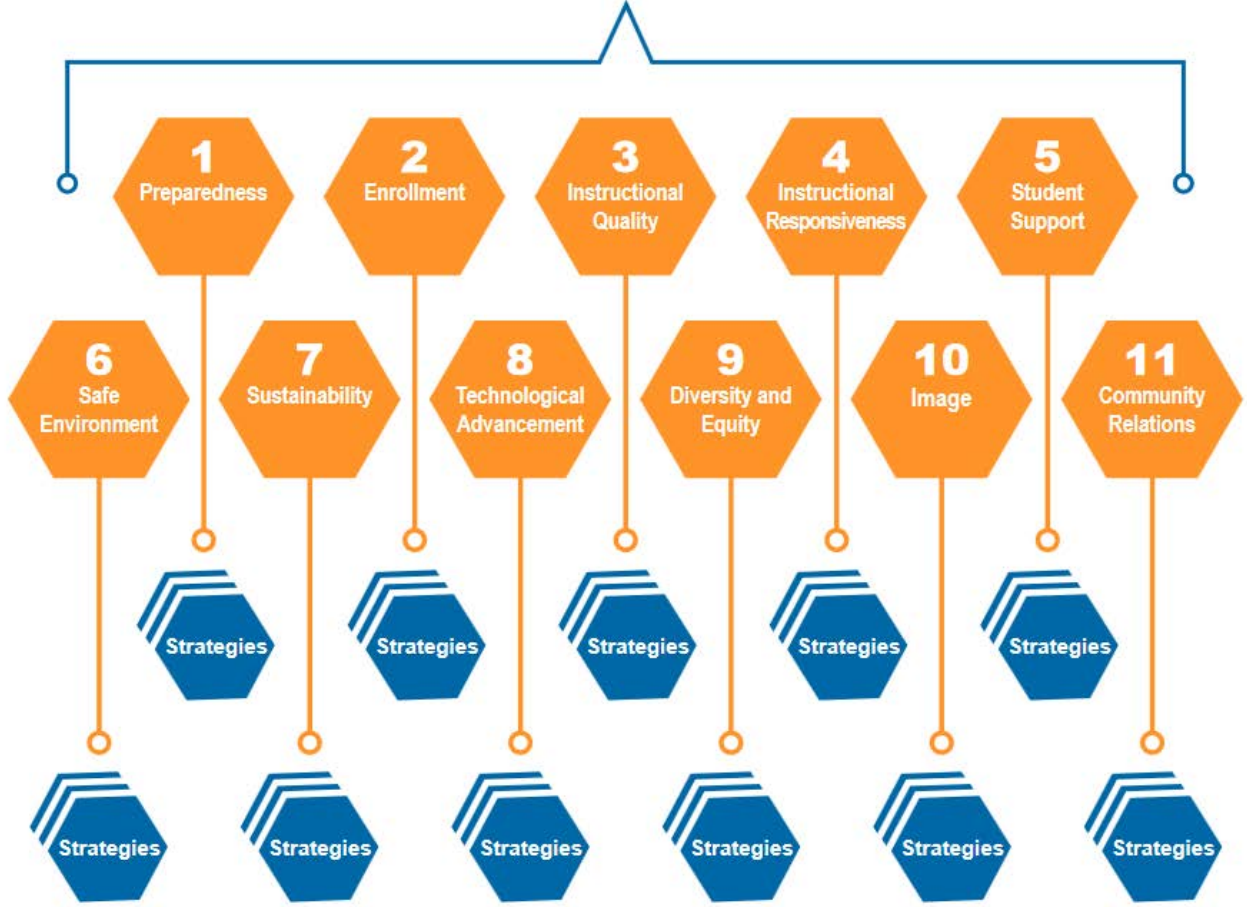 1
Preparedness
2
Enrollment
3
Instructional
Quality
4
Instructional
Responsiveness
5
Student
Support
6
Safe
Environment
7
Sustainability
8
Technological
Advancement
9
Diversity and
Equity
10
Image
11
Community
Relations
Strategies
Strategies
Strategies
Strategies
Strategies
Strategies
Strategies
Strategies
Strategies
Strategies
Strategies